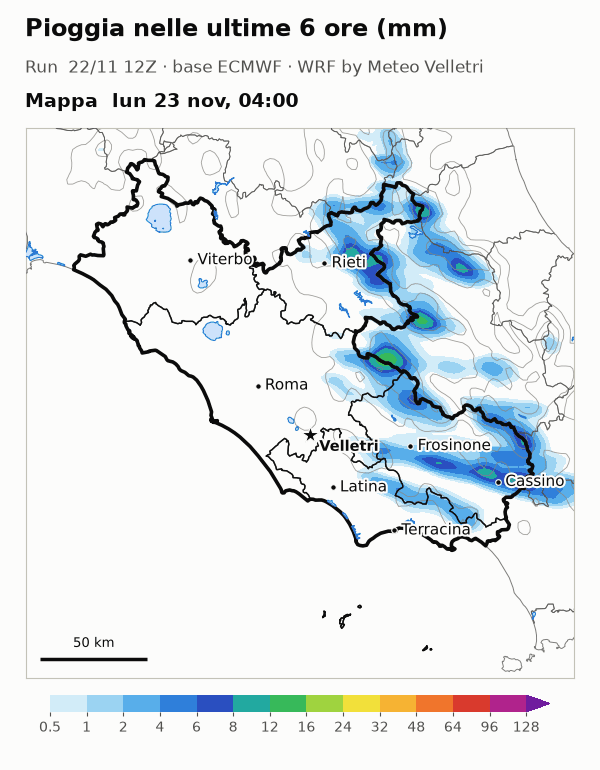 Pioggia nelle ultime 6 ore (mm)
Run  22/11 12Z · base ECMWF · WRF by Meteo Velletri
Mappa  lun 23 nov, 04:00
Viterbo
Rieti
Roma
Velletri
Frosinone
Latina
Cassino
Terracina
50 km
0.5 1 2 4 6 8 12 16 24 32 48 64 96 128